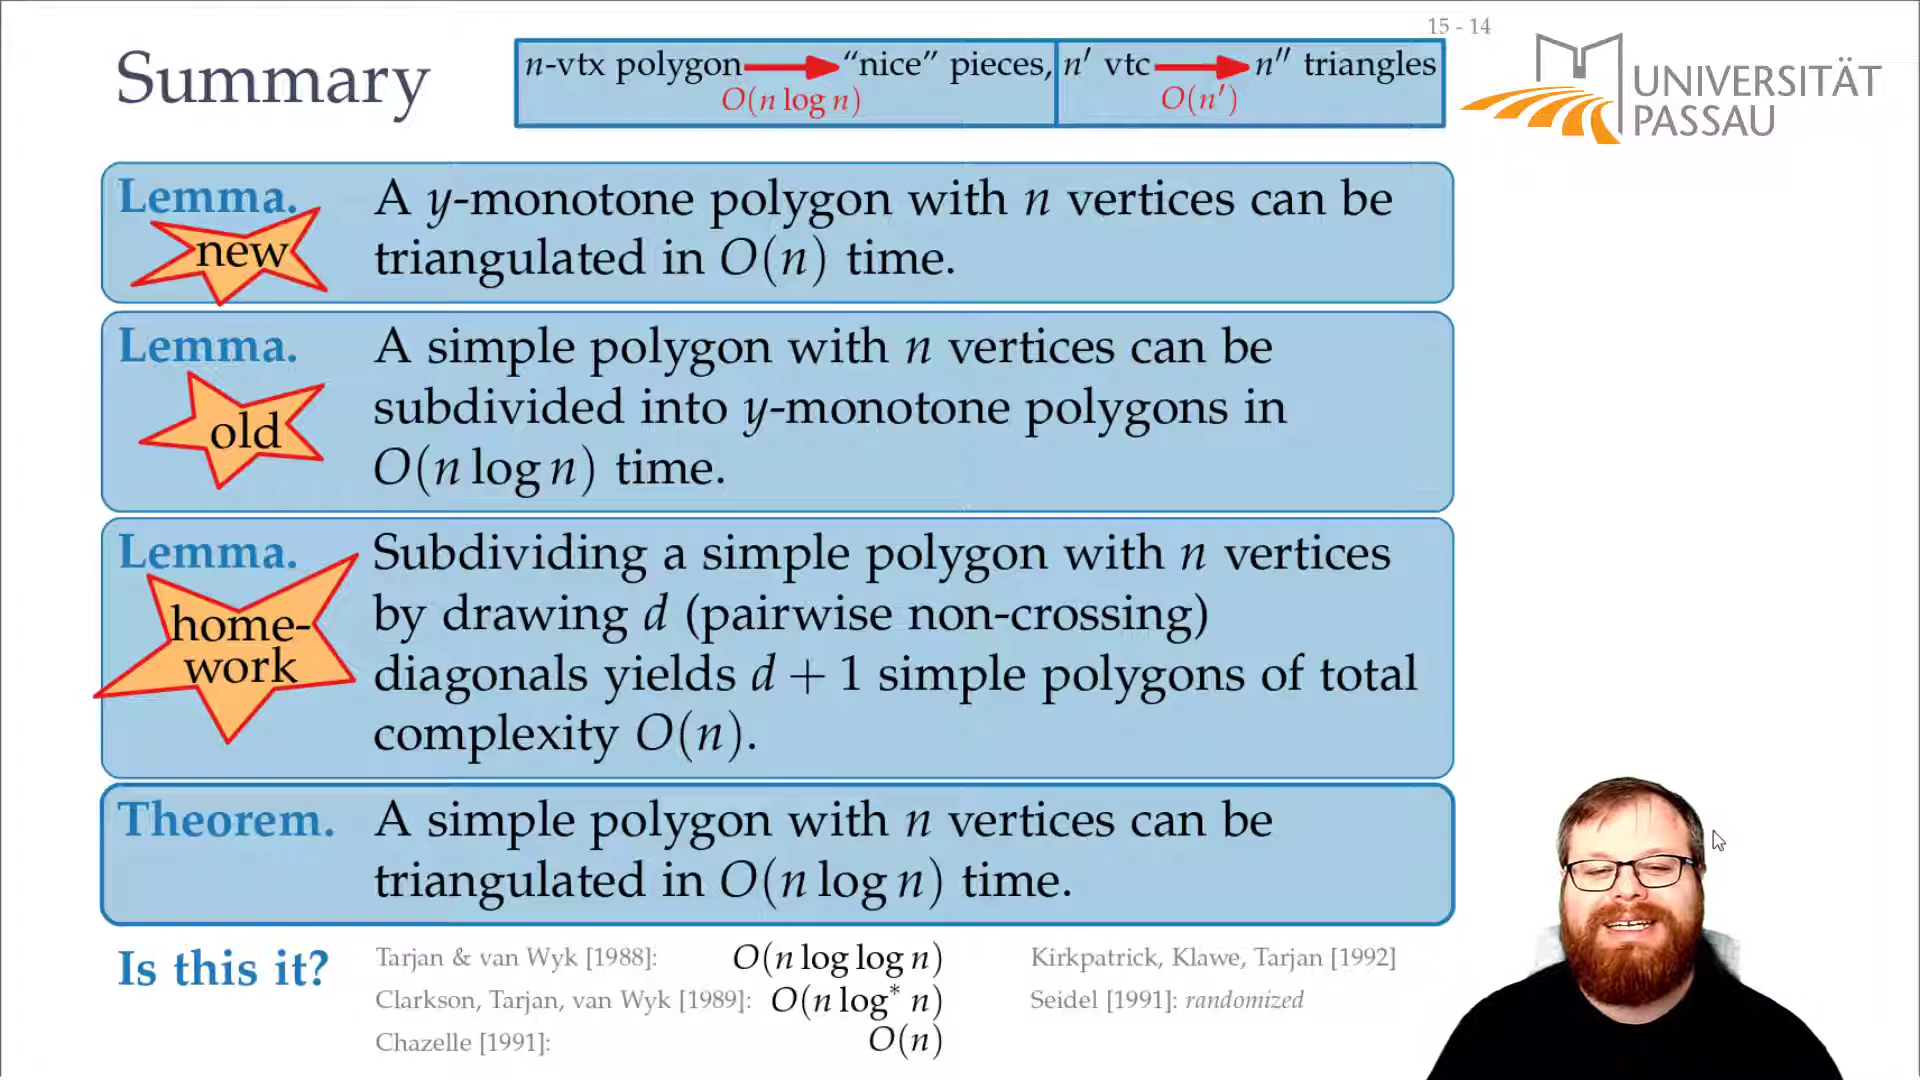 15 - 14
Summary
n-vtx polygon → “nice” pieces, n′ vtc → n″ triangles
O(n log n) O(n′)
UNIVERSITÄT
PASSAU
Lemma. A y-monotone polygon with n vertices can be
new
triangulated in O(n) time.
Lemma. A simple polygon with n vertices can be
subdivided into y-monotone polygons in
old
O(n log n) time.
Lemma. Subdividing a simple polygon with n vertices
home-
by drawing d (pairwise non-crossing)
work
diagonals yields d + 1 simple polygons of total
complexity O(n).
Theorem. A simple polygon with n vertices can be
triangulated in O(n log n) time.
Is this it?
Tarjan & van Wyk [1988]: O(n log log n) Kirkpatrick, Klawe, Tarjan [1992]
Clarkson, Tarjan, van Wyk [1989]: O(n log* n) Seidel [1991]: randomized
Chazelle [1991]: O(n)